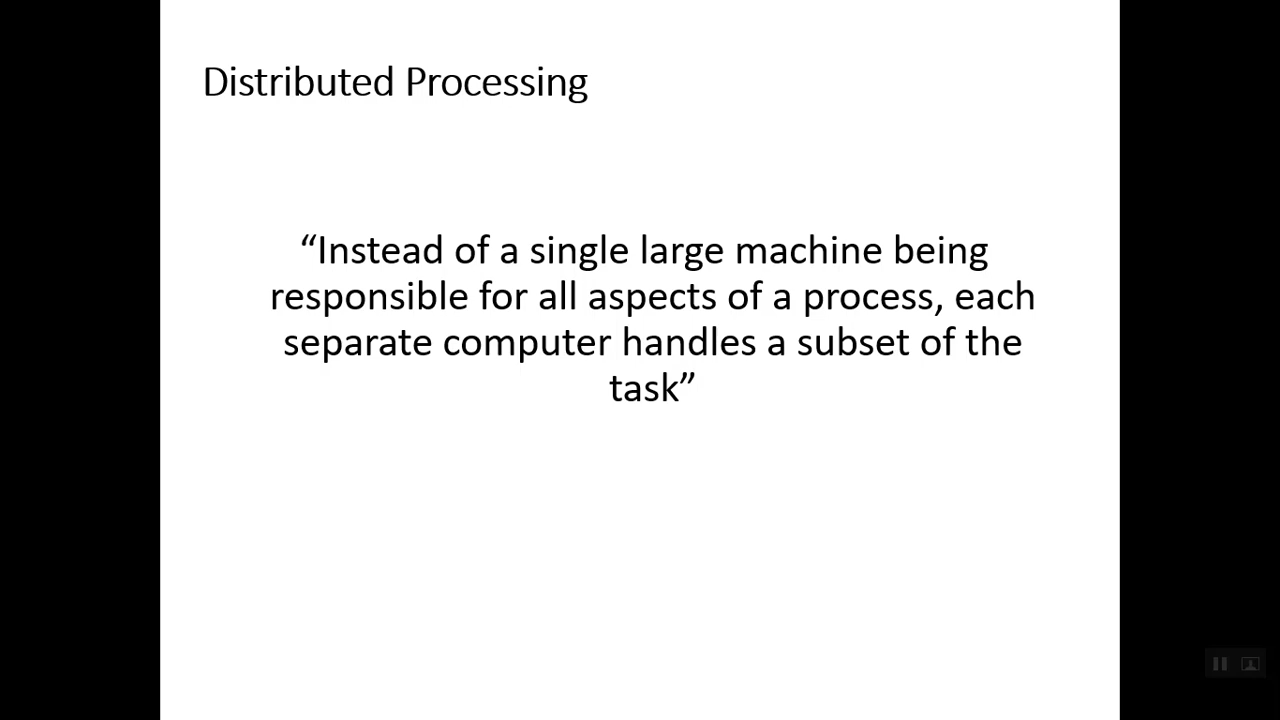 Distributed Processing
“Instead of a single large machine being
responsible for all aspects of a process, each
separate computer handles a subset of the
task”